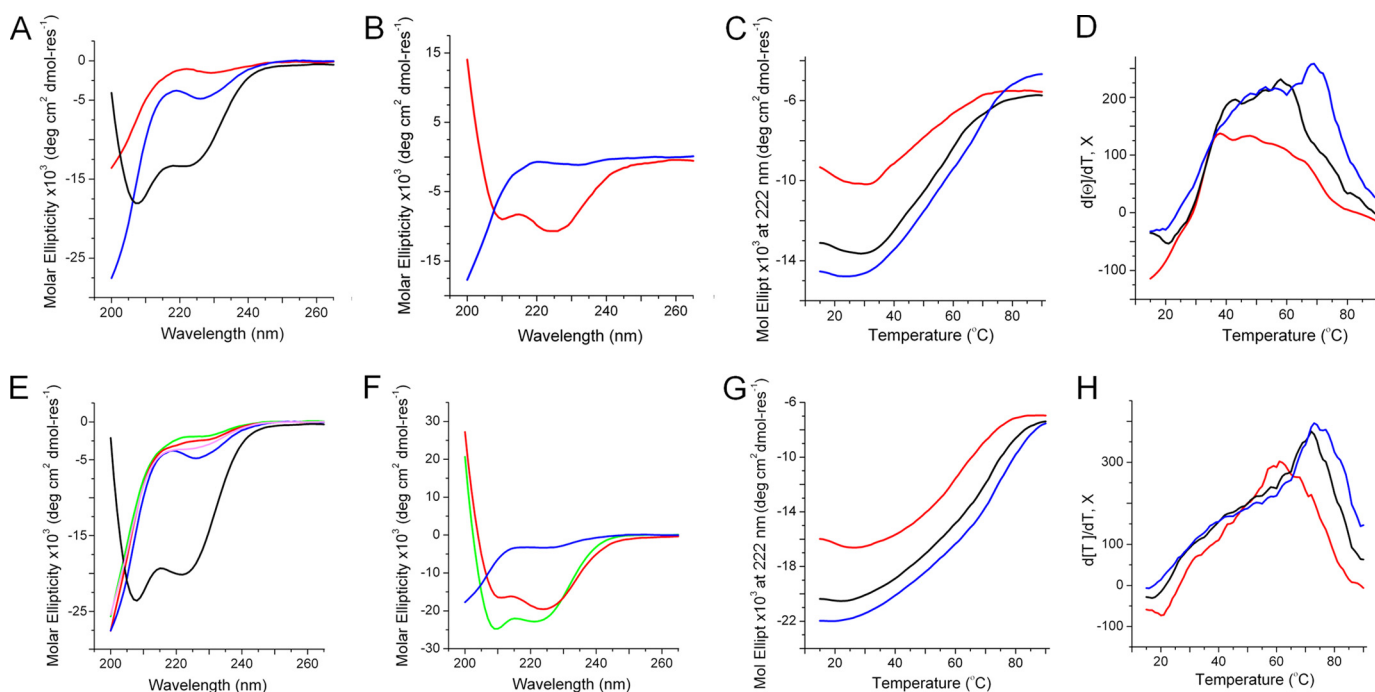 A
Molar Ellipticity x10³ (deg cm² dmol-res⁻¹)
0
-5
-15
-25
200 220 240 260
Wavelength (nm)
B
Molar Ellipticity x10³ (deg cm² dmol-res⁻¹)
15
5
-5
-15
200 220 240 260
Wavelength (nm)
C
Mol Ellipt x10³ at 222 nm (deg cm² dmol-res⁻¹)
-6
-10
-14
20 40 60 80
Temperature (°C)
D
d[Θ]/dT, X
200
100
0
-100
20 40 60 80
Temperature (°C)
E
Molar Ellipticity x10³ (deg cm² dmol-res⁻¹)
0
-5
-15
-25
200 220 240 260
Wavelength (nm)
F
Molar Ellipticity x10³ (deg cm² dmol-res⁻¹)
30
20
10
0
-10
-20
-30
200 220 240 260
Wavelength (nm)
G
Mol Ellipt x10³ at 222 nm (deg cm² dmol-res⁻¹)
-6
-10
-14
-18
-22
20 40 60 80
Temperature (°C)
H
d[T ]/dT, X
300
100
0
-100
20 40 60 80
Temperature (°C)